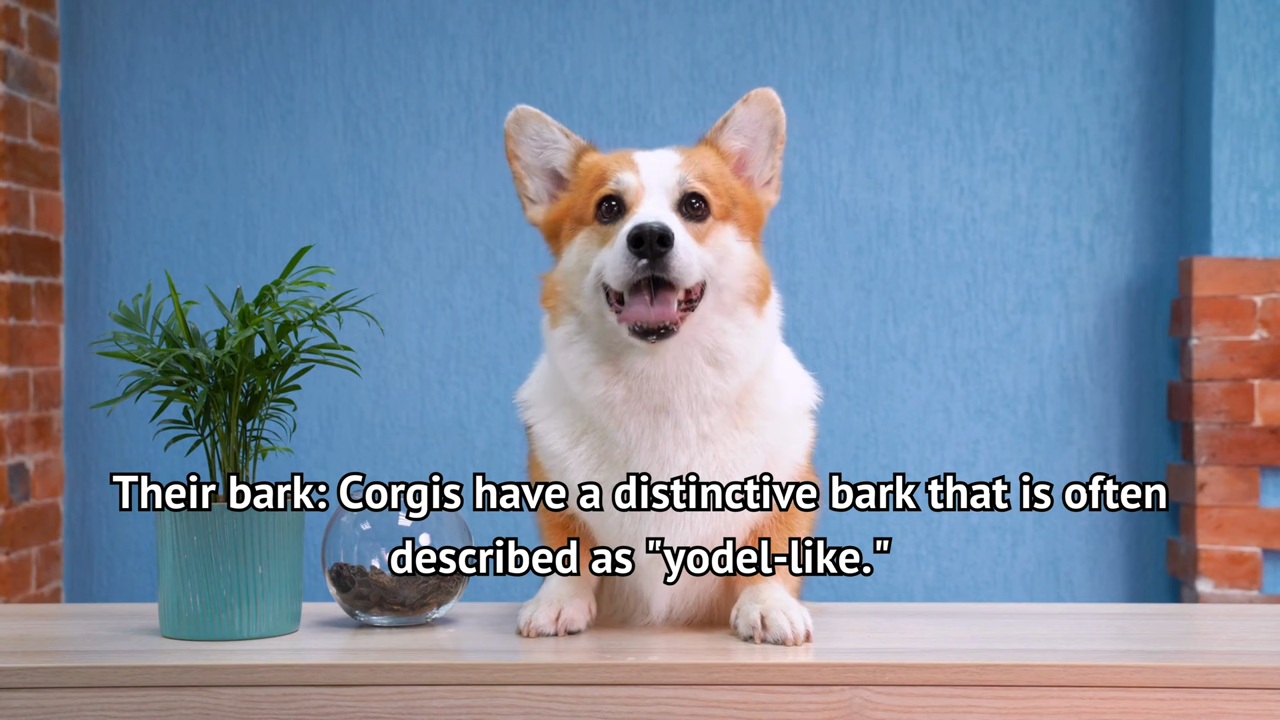 Their bark: Corgis have a distinctive bark that is often
described as "yodel-like."